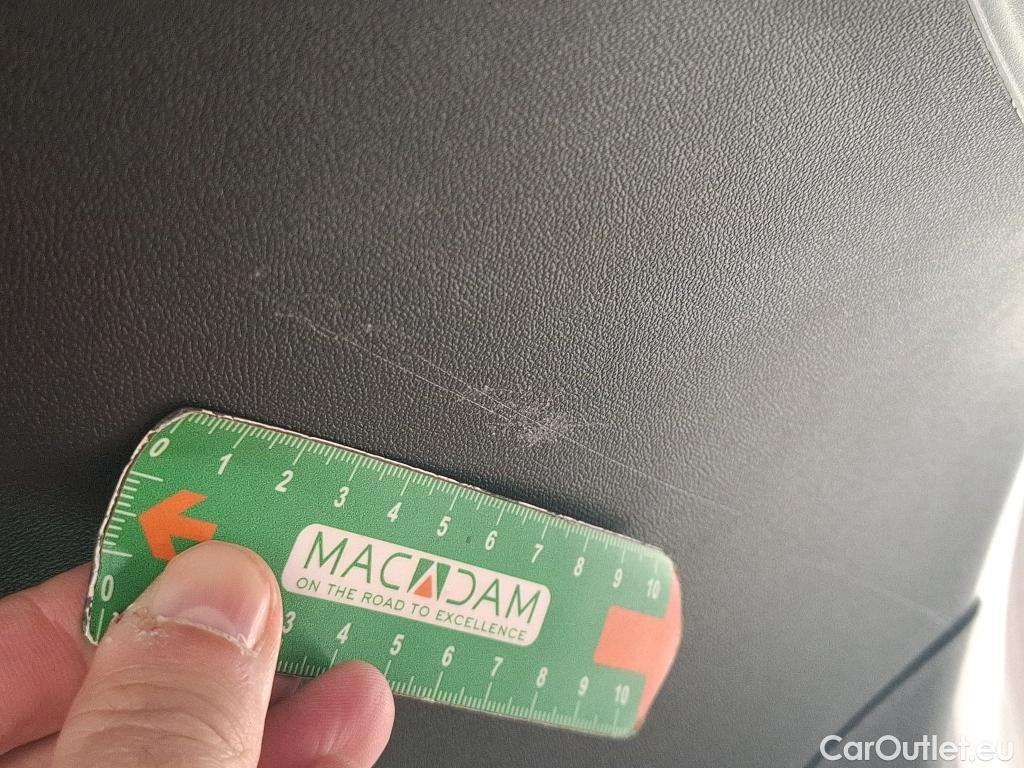 0 1 2 3 4 5 6 7 8 9 10
MACADAM
ON THE ROAD TO EXCELLENCE
0
3 4 5 6 7 8 9 10
CarOutlet.eu